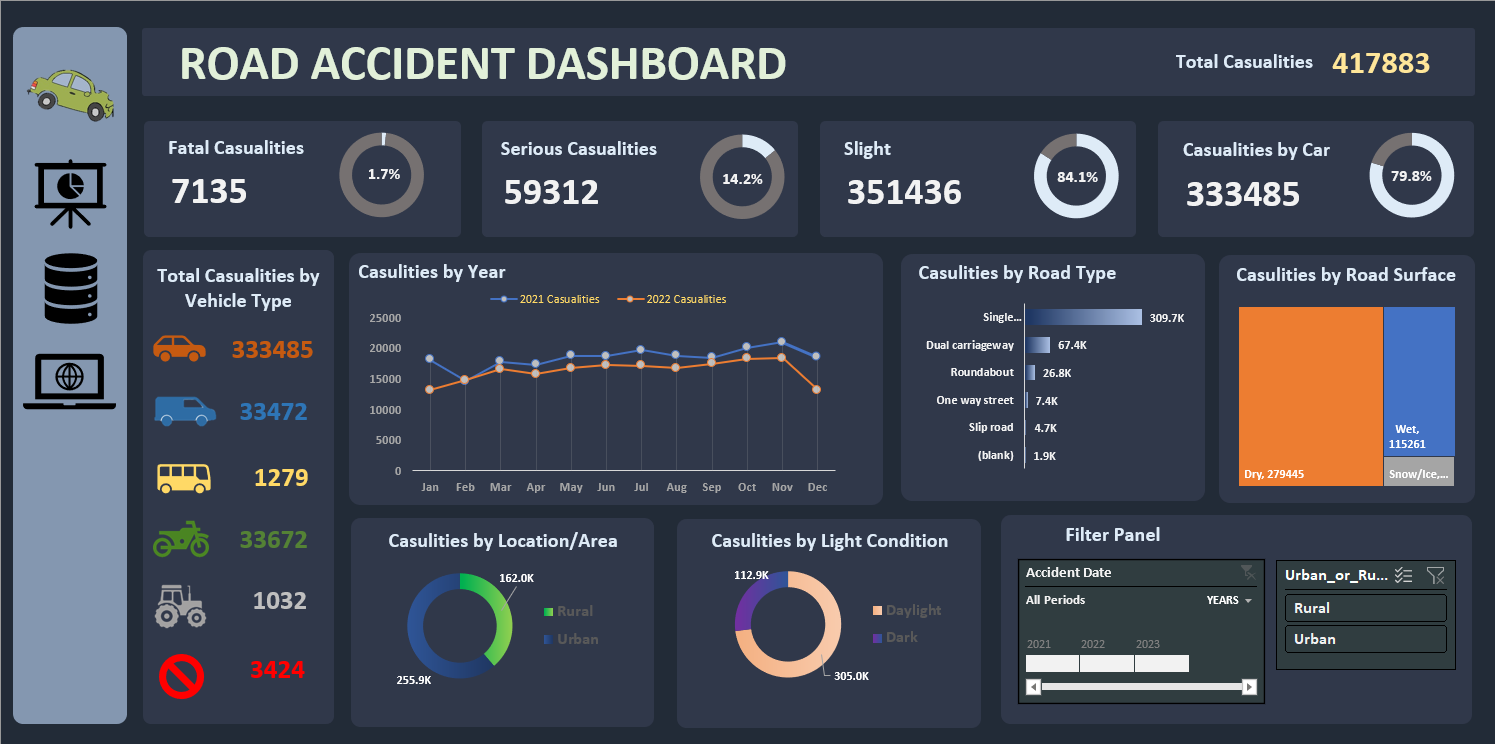 ROAD ACCIDENT DASHBOARD
Total Casualities 417883
Fatal Casualities
7135
1.7%
Serious Casualities
59312
14.2%
Slight
351436
84.1%
Casualities by Car
333485
79.8%
Total Casualities by
Vehicle Type
333485
33472
1279
33672
1032
3424
Casulities by Year
2021 Casualities
2022 Casualities
25000
20000
15000
10000
5000
0
Jan Feb Mar Apr May Jun Jul Aug Sep Oct Nov Dec
Casulities by Road Type
Single... 309.7K
Dual carriageway 67.4K
Roundabout 26.8K
One way street 7.4K
Slip road 4.7K
(blank) 1.9K
Casulities by Road Surface
Dry, 279445
Wet,
115261
Snow/Ice,...
Casulities by Location/Area
162.0K
255.9K
Rural
Urban
Casulities by Light Condition
112.9K
305.0K
Daylight
Dark
Filter Panel
Accident Date
All Periods YEARS
2021 2022 2023
Urban_or_Ru...
Rural
Urban